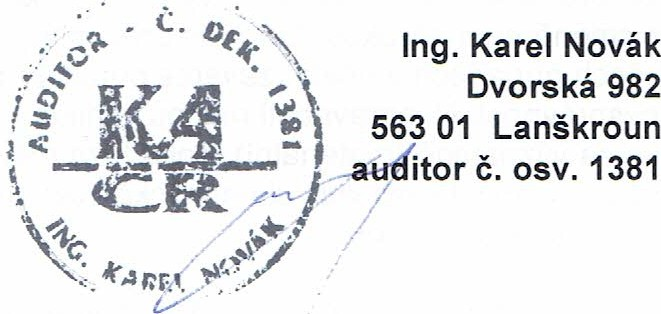 AUDITOR - Č. DEK. 1381
KA
ČR
ING. KAREL NOVÁK
Ing. Karel Novák
Dvorská 982
563 01 Lanškroun
auditor č. osv. 1381